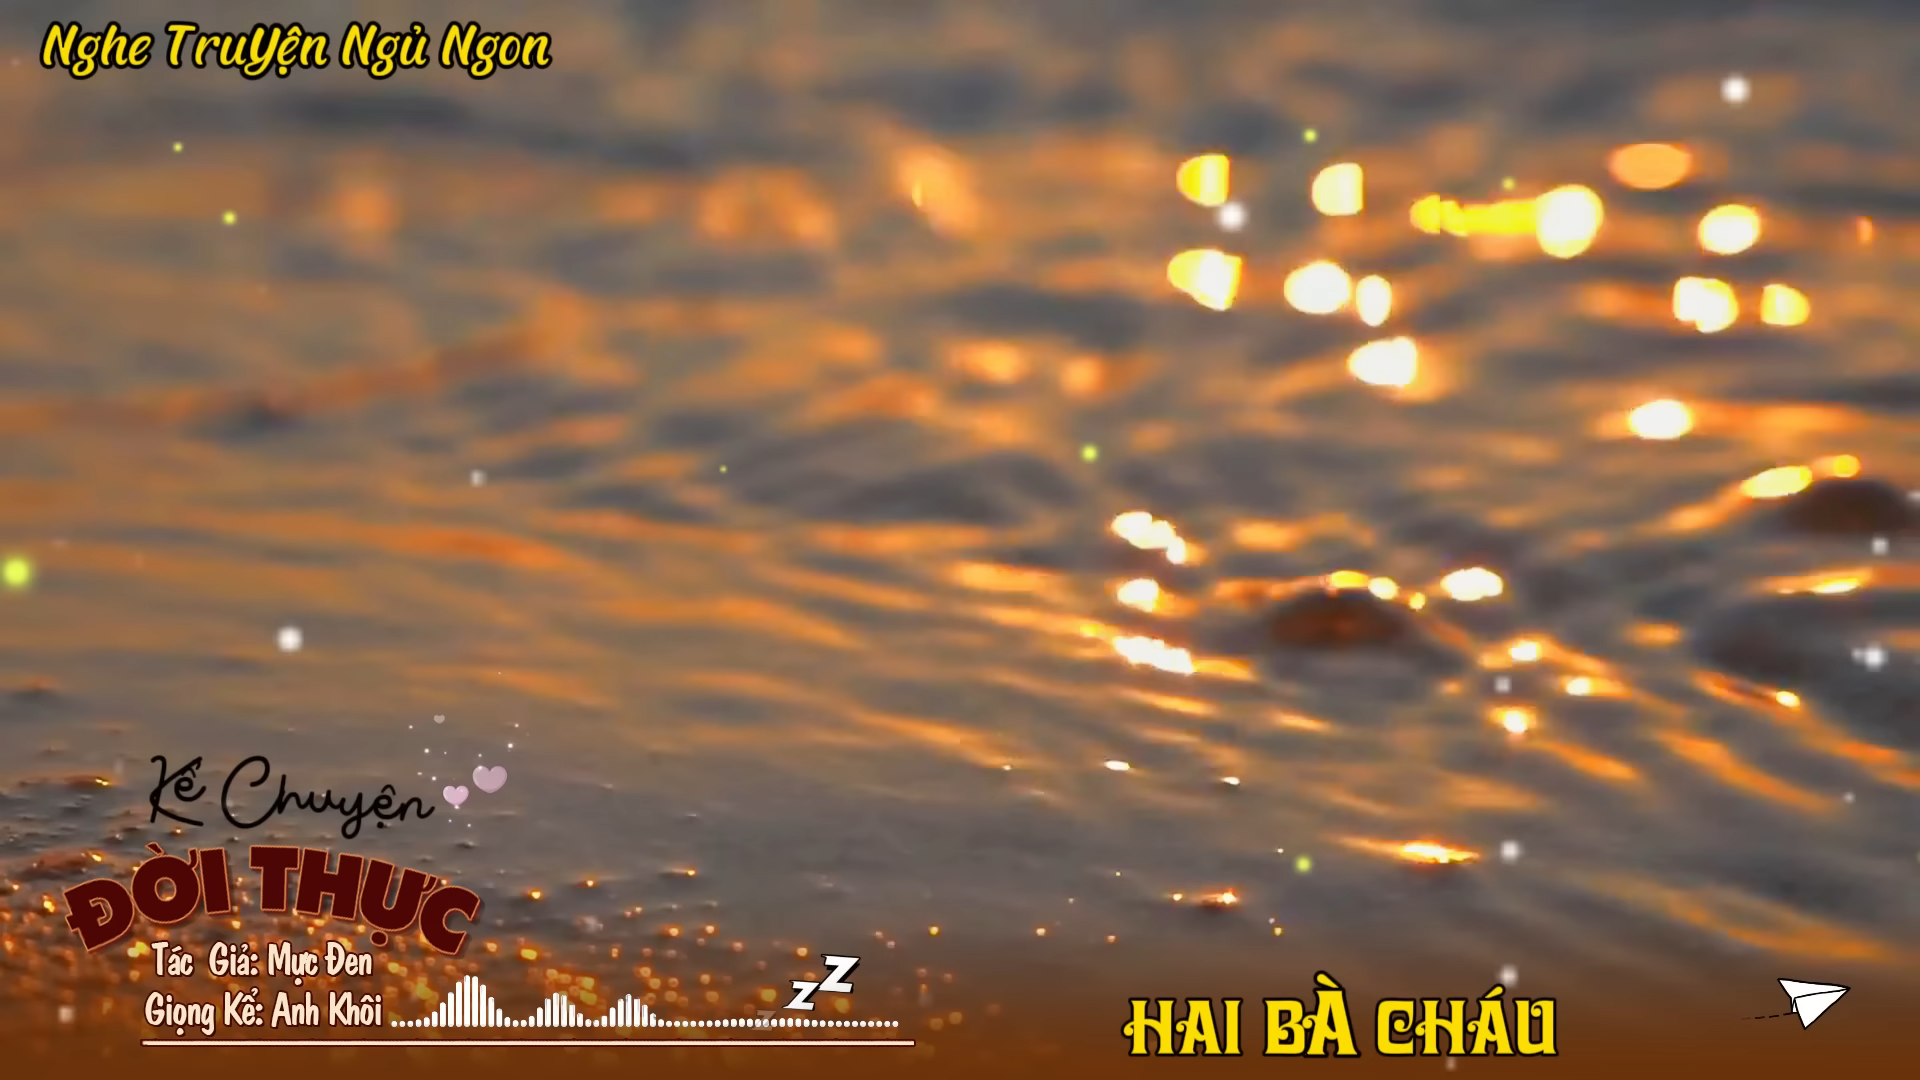 Nghe TruYện Ngủ Ngon
Kể Chuyện
ĐỜI THỰC
Tác Giả: Mực Đen
Giọng Kể: Anh Khôi
zZ
HAI BÀ CHÁU